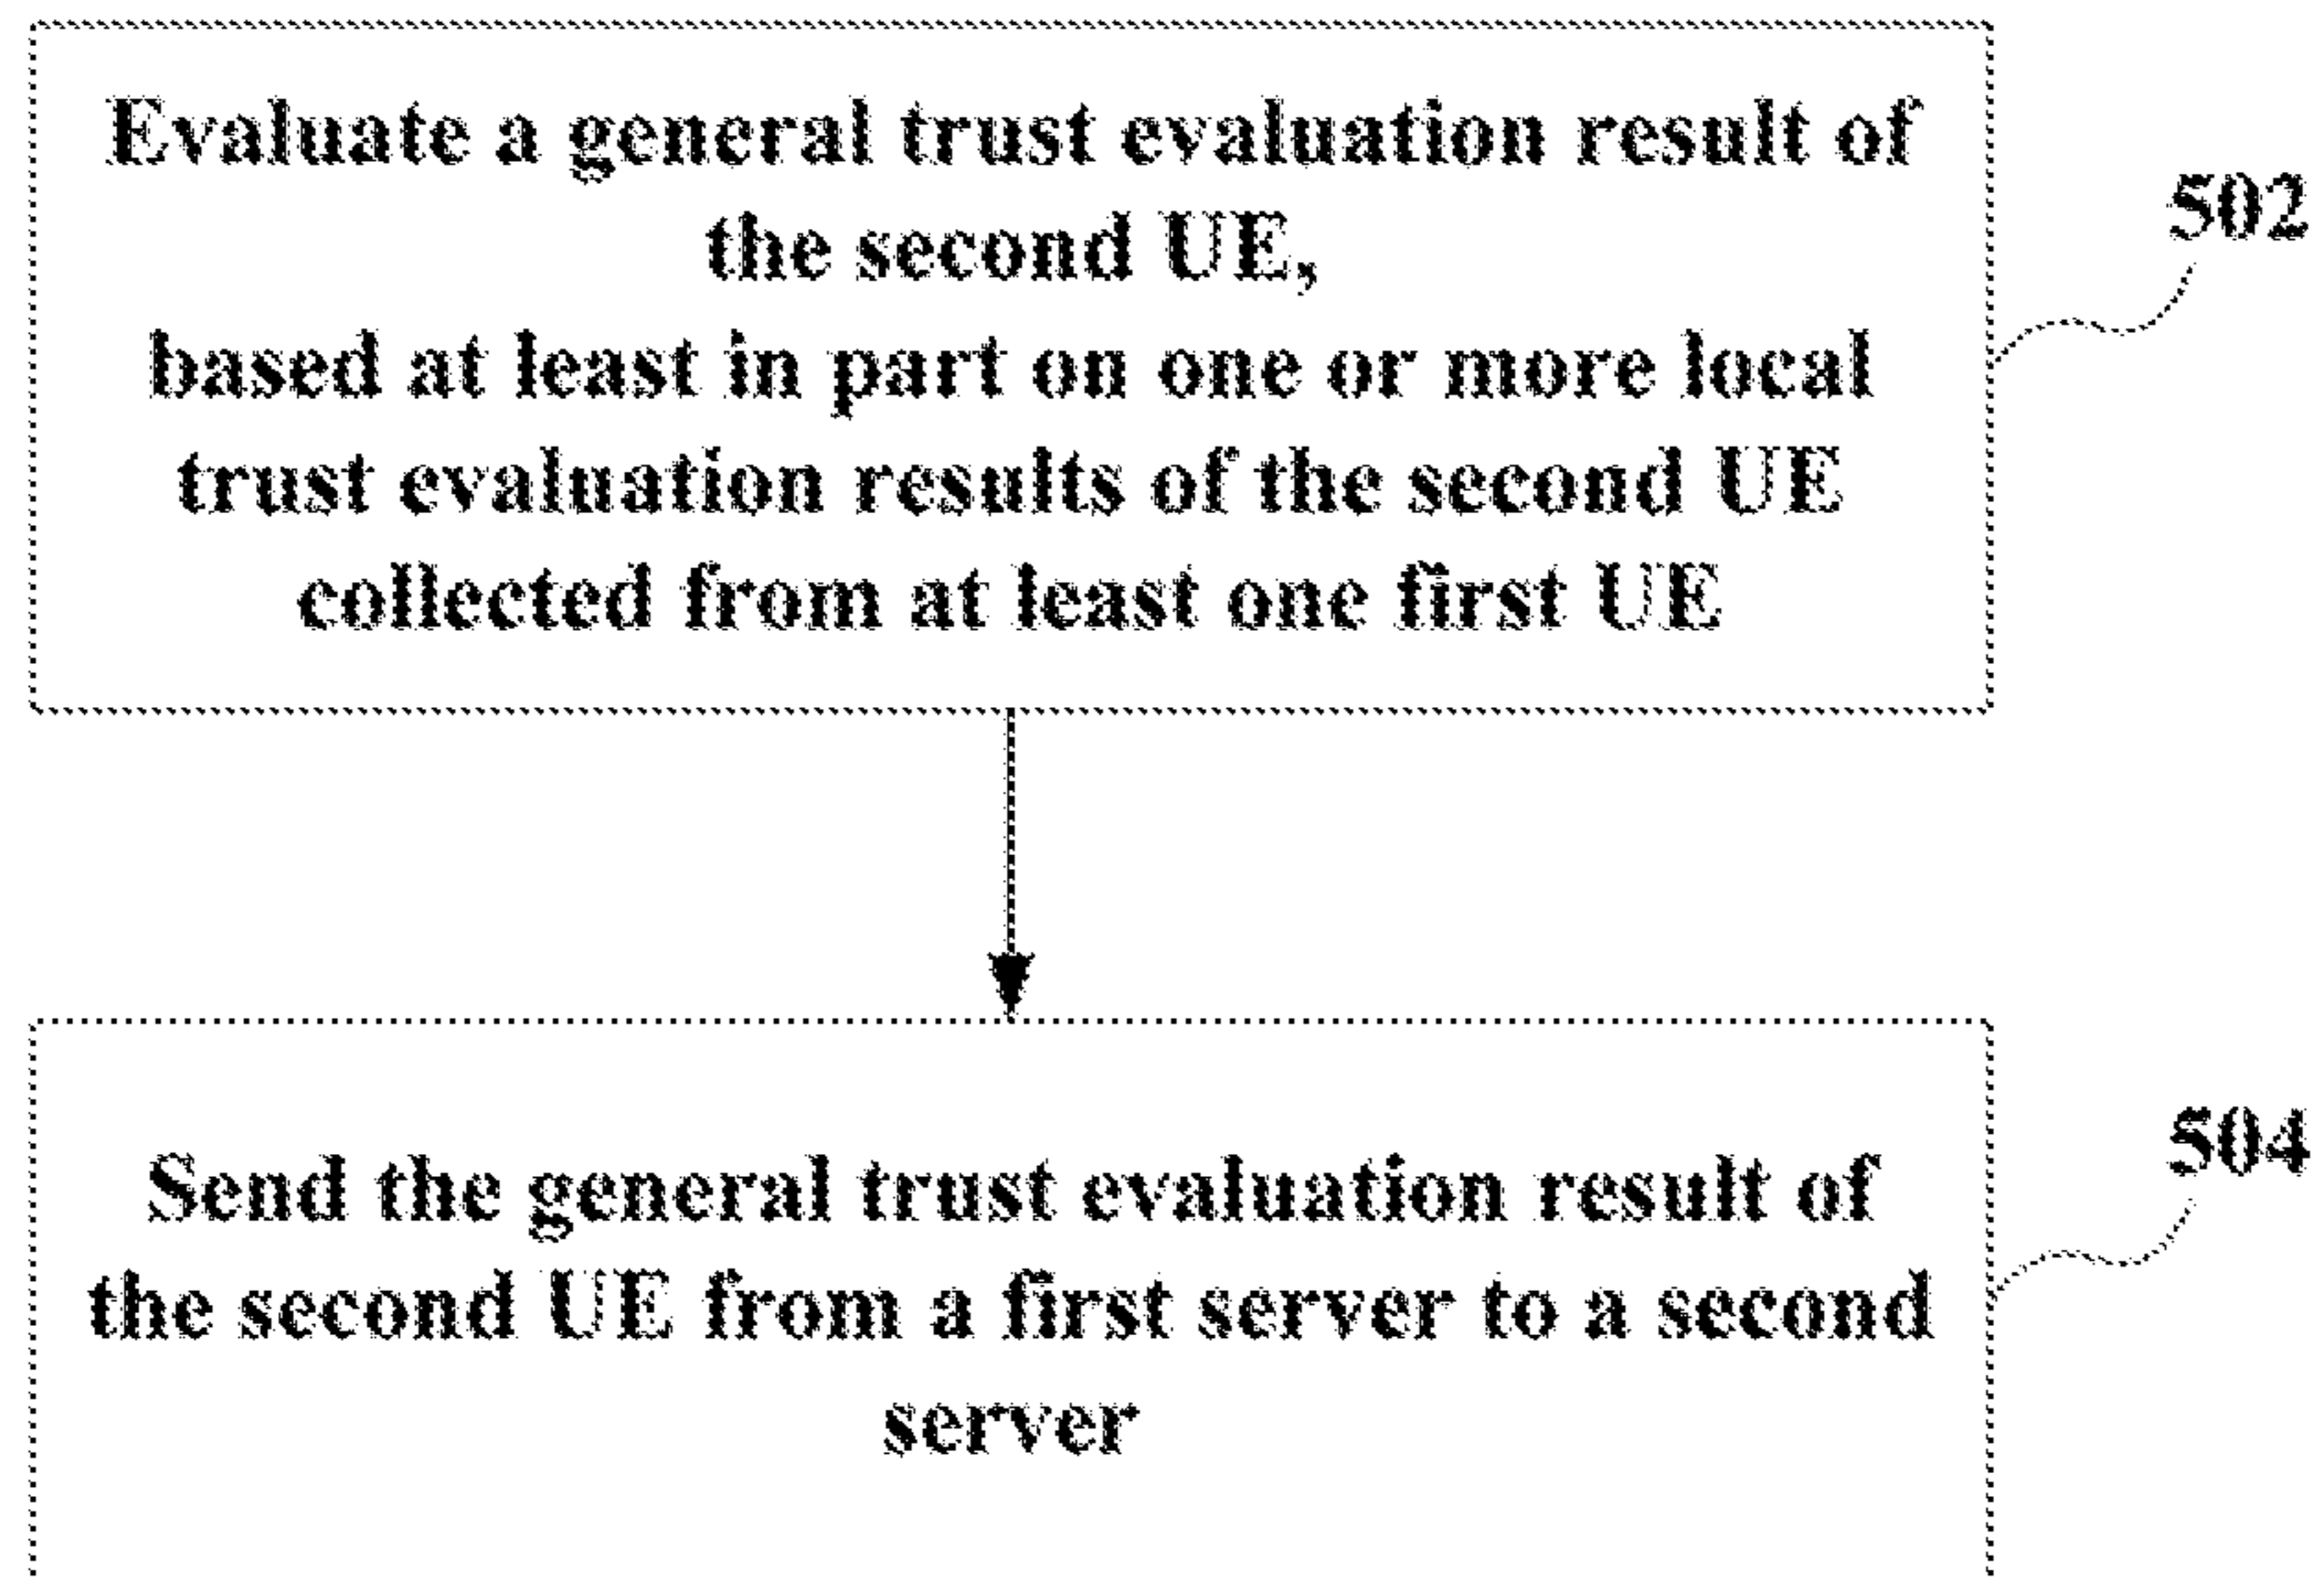 Evaluate a general trust evaluation result of
the second UE,
based at least in part on one or more local
trust evaluation results of the second UE
collected from at least one first UE
502
Send the general trust evaluation result of
the second UE from a first server to a second
server
504